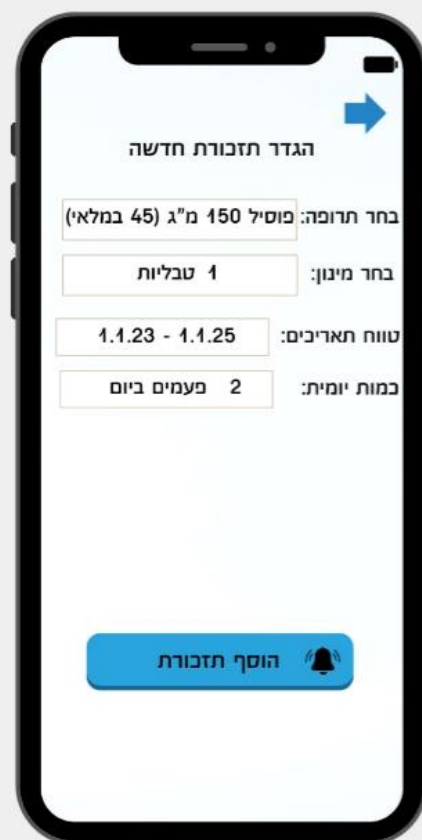 הגדר תזכורת חדשה
בחר תרופה: פוסיל 150 מ"ג (45 במלאי)
בחר מינון: 1 טבליות
טווח תאריכים: 1.1.23 - 1.1.25
כמות יומית: 2 פעמים ביום
הוסף תזכורת